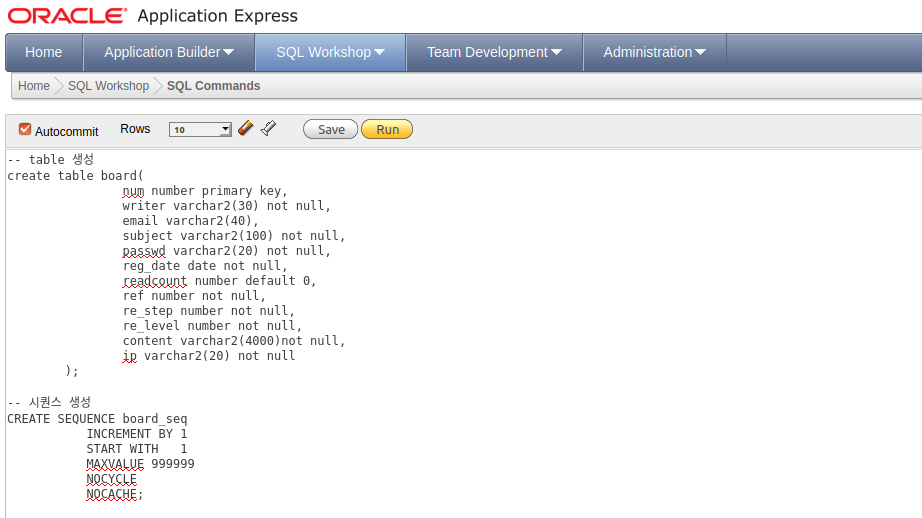 ORACLE® Application Express
Home Application Builder SQL Workshop Team Development Administration
Home SQL Workshop SQL Commands
Autocommit Rows 10 Save Run
-- table 생성
create table board(
num number primary key,
writer varchar2(30) not null,
email varchar2(40),
subject varchar2(100) not null,
passwd varchar2(20) not null,
reg_date date not null,
readcount number default 0,
ref number not null,
re_step number not null,
re_level number not null,
content varchar2(4000)not null,
ip varchar2(20) not null
);
-- 시퀀스 생성
CREATE SEQUENCE board_seq
INCREMENT BY 1
START WITH 1
MAXVALUE 999999
NOCYCLE
NOCACHE;